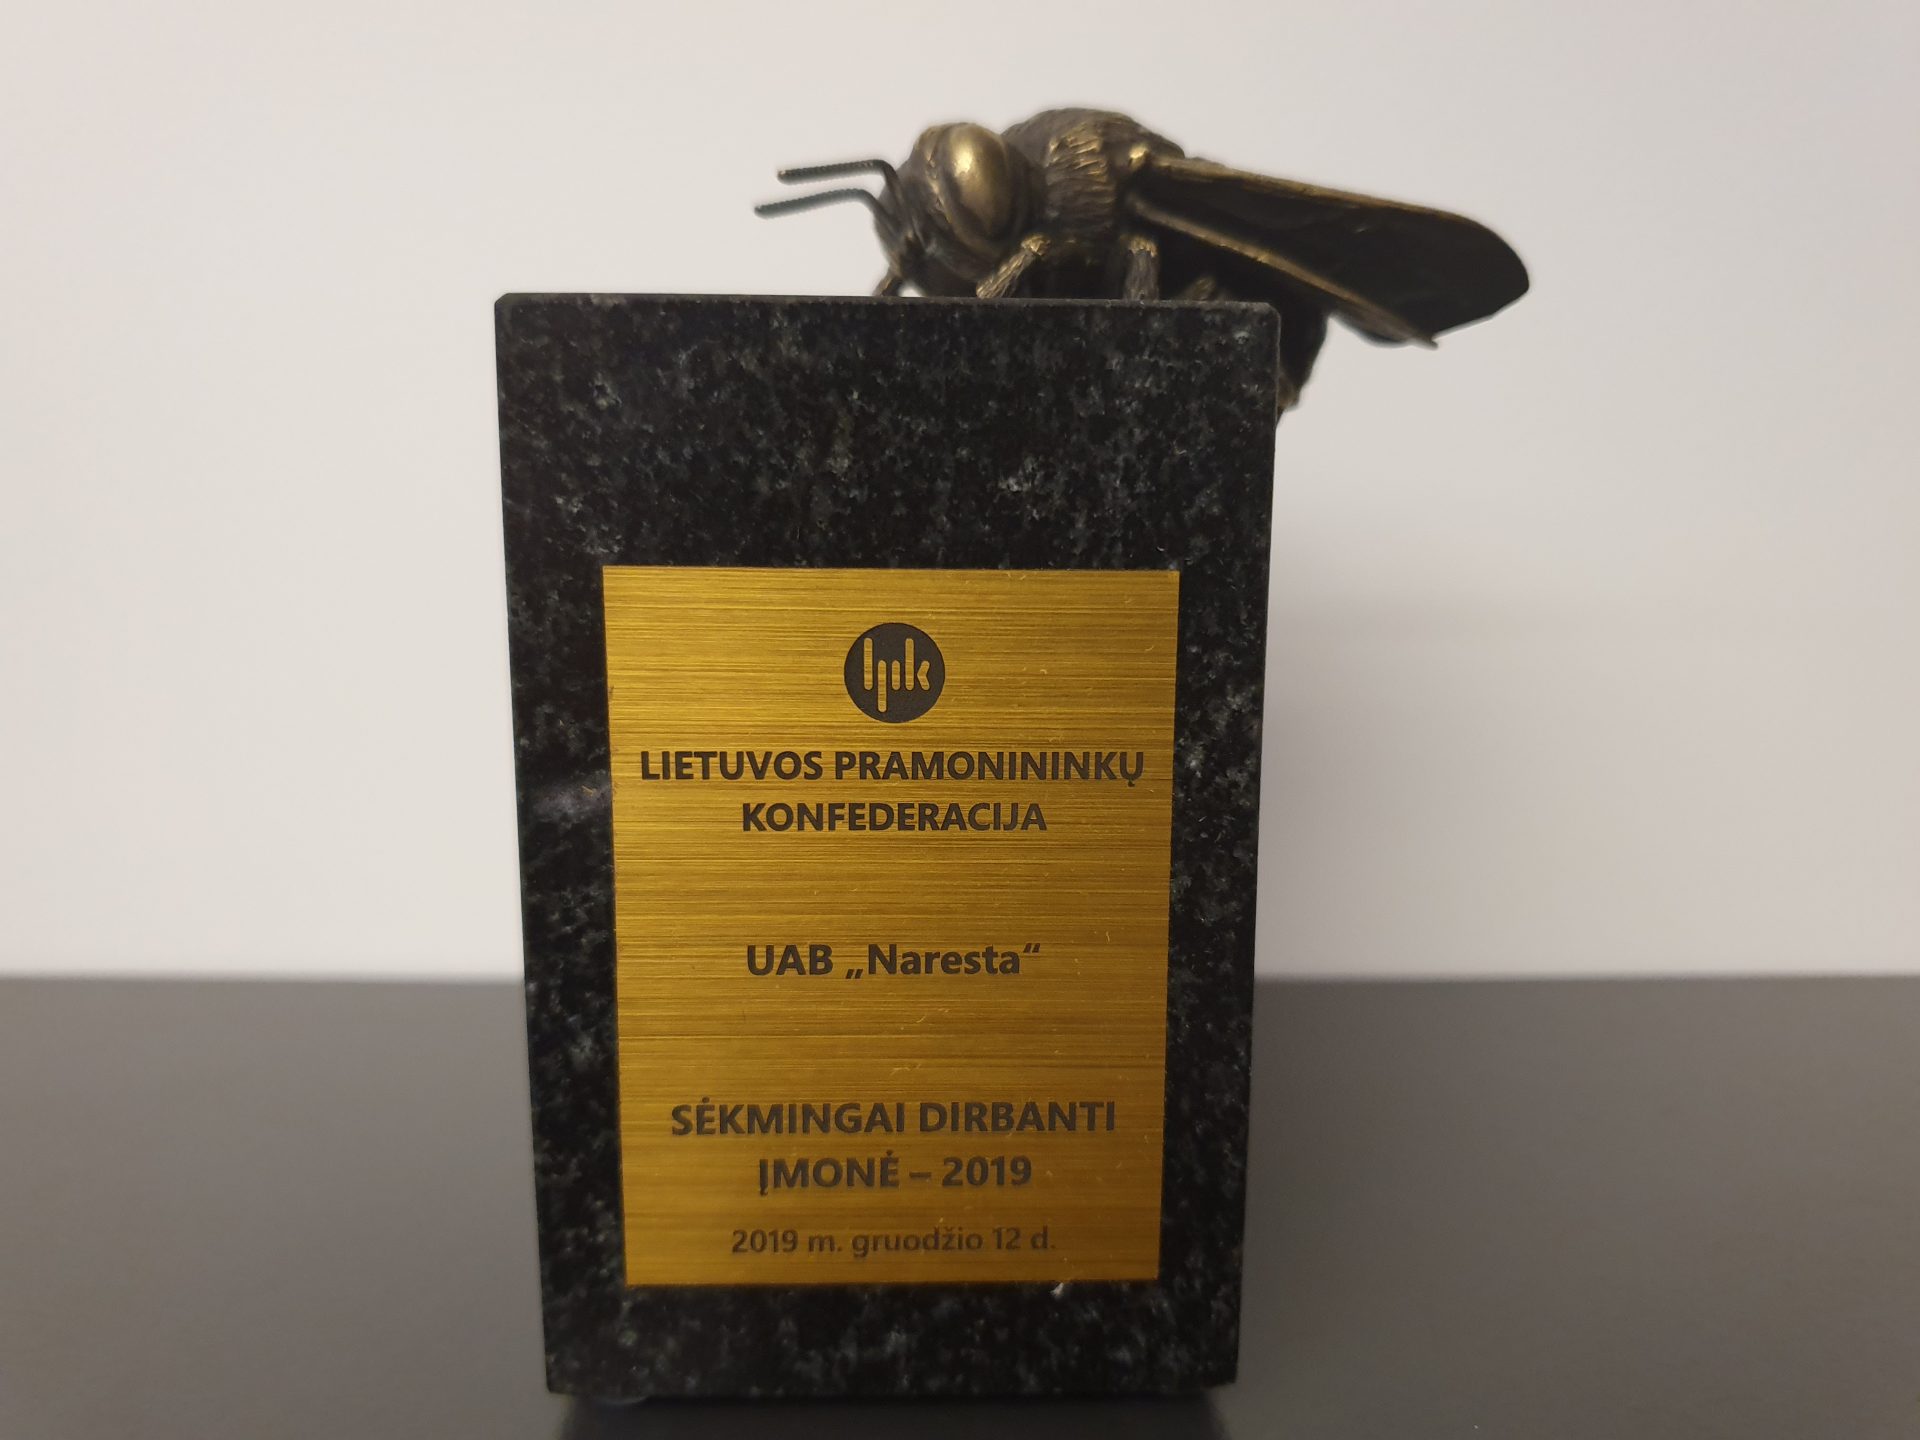 lpk
LIETUVOS PRAMONININKŲ
KONFEDERACIJA
UAB „Naresta“
SĖKMINGAI DIRBANTI
ĮMONĖ – 2019
2019 m. gruodžio 12 d.